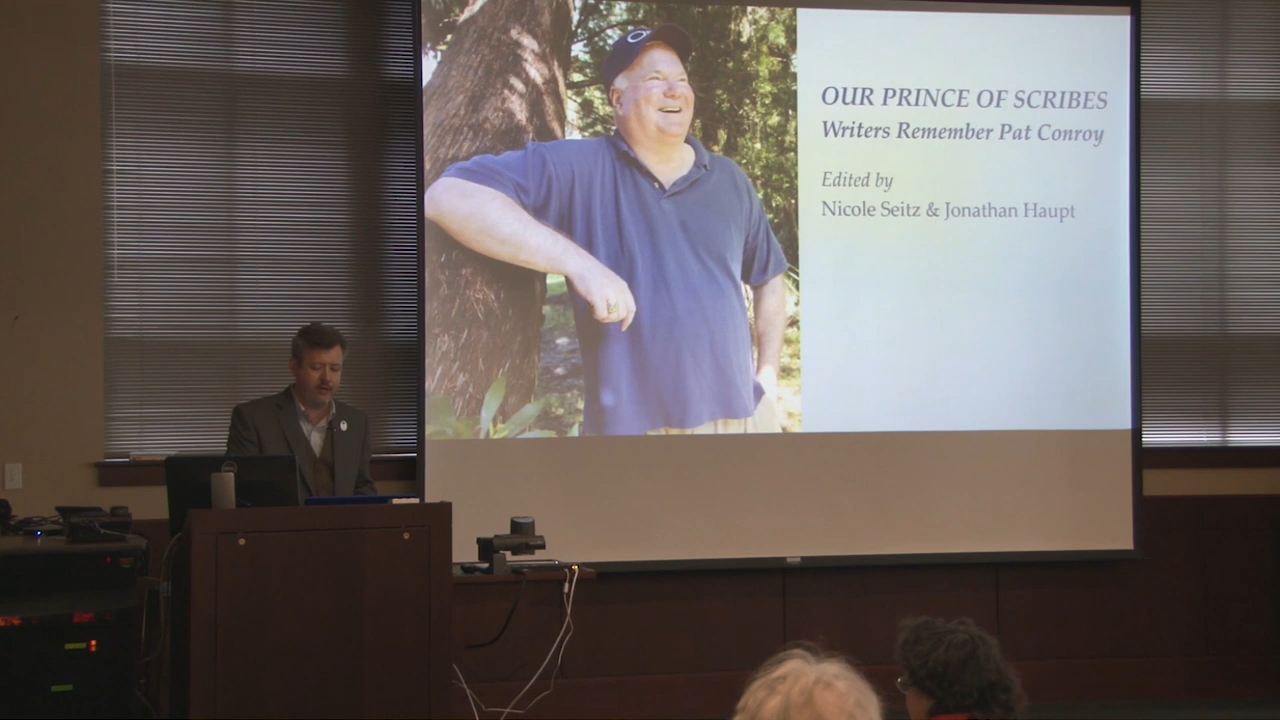 OUR PRINCE OF SCRIBES
Writers Remember Pat Conroy
Edited by
Nicole Seitz & Jonathan Haupt